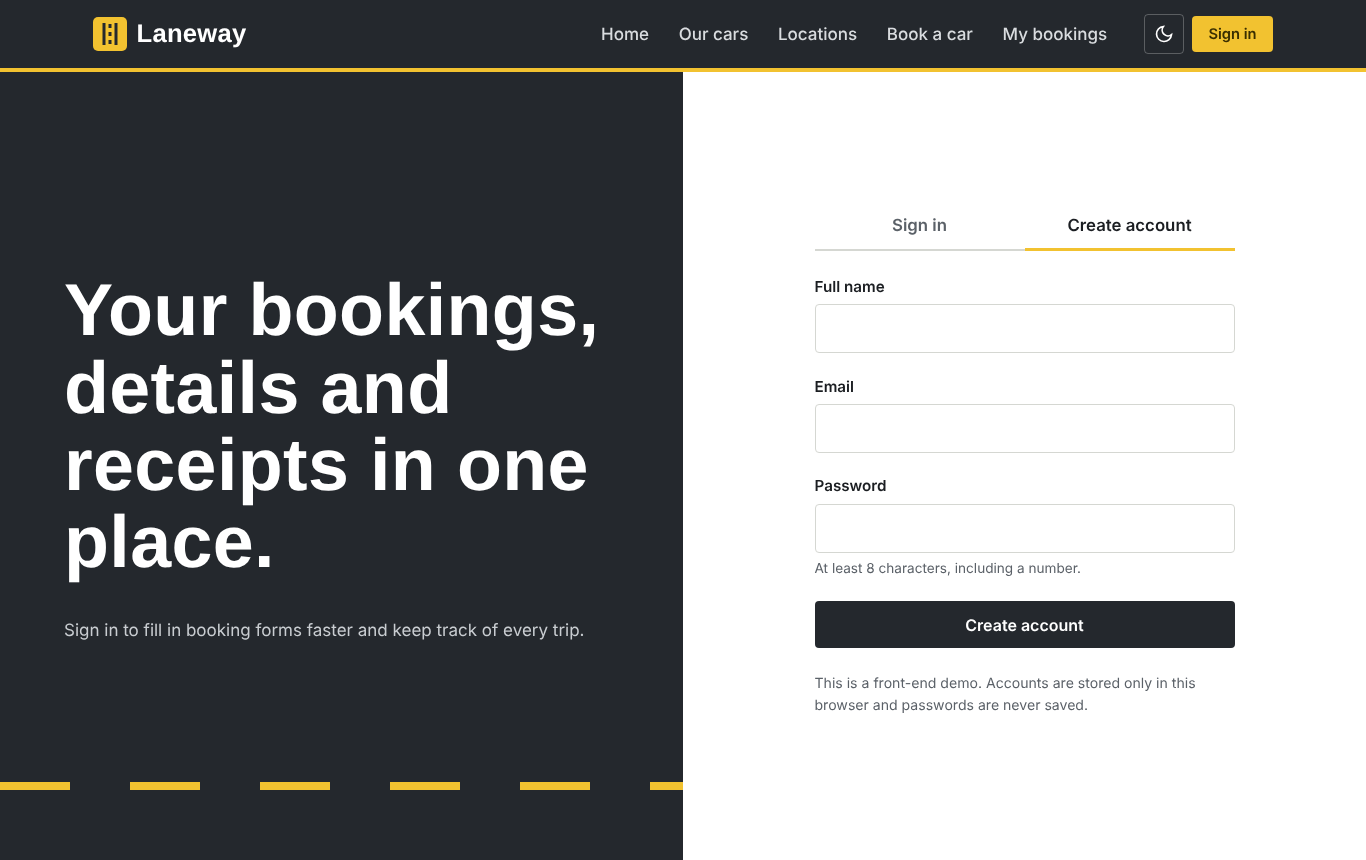 Laneway
Home
Our cars
Locations
Book a car
My bookings
Sign in
Your bookings,
details and
receipts in one
place.
Sign in to fill in booking forms faster and keep track of every trip.
Sign in
Create account
Full name
Email
Password
At least 8 characters, including a number.
Create account
This is a front-end demo. Accounts are stored only in this
browser and passwords are never saved.